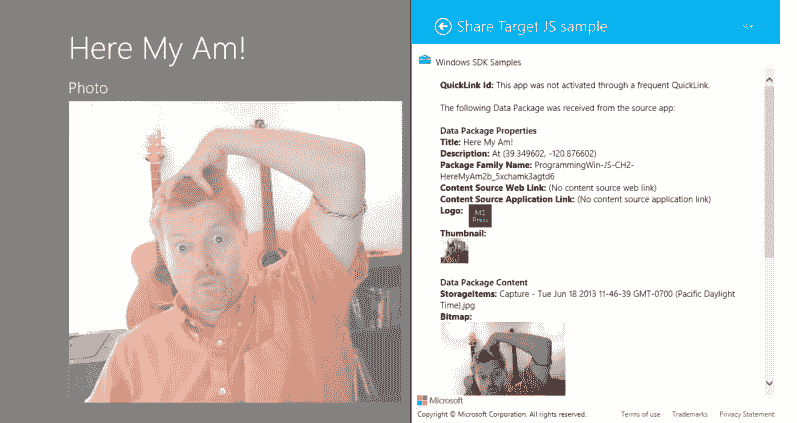 Here My Am!
Photo
Share Target JS sample
Windows SDK Samples
QuickLink Id: This app was not activated through a frequent QuickLink.
The following Data Package was received from the source app:
Data Package Properties
Title: Here My Am!
Description: At (39.349602, -120.876602)
Package Family Name: ProgrammingWin-JS-CH2-
HereMyAm2b_5xchamk3agtd6
Content Source Web Link: (No content source web link)
Content Source Application Link: (No content source application link)
Logo:
MS
Press
Thumbnail:
Data Package Content
StorageItems: Capture - Tue Jun 18 2013 11-46-39 GMT-0700 (Pacific Daylight
Time).jpg
Bitmap:
Microsoft
Copyright © Microsoft Corporation. All rights reserved.
Terms of use
Trademarks
Privacy Statement